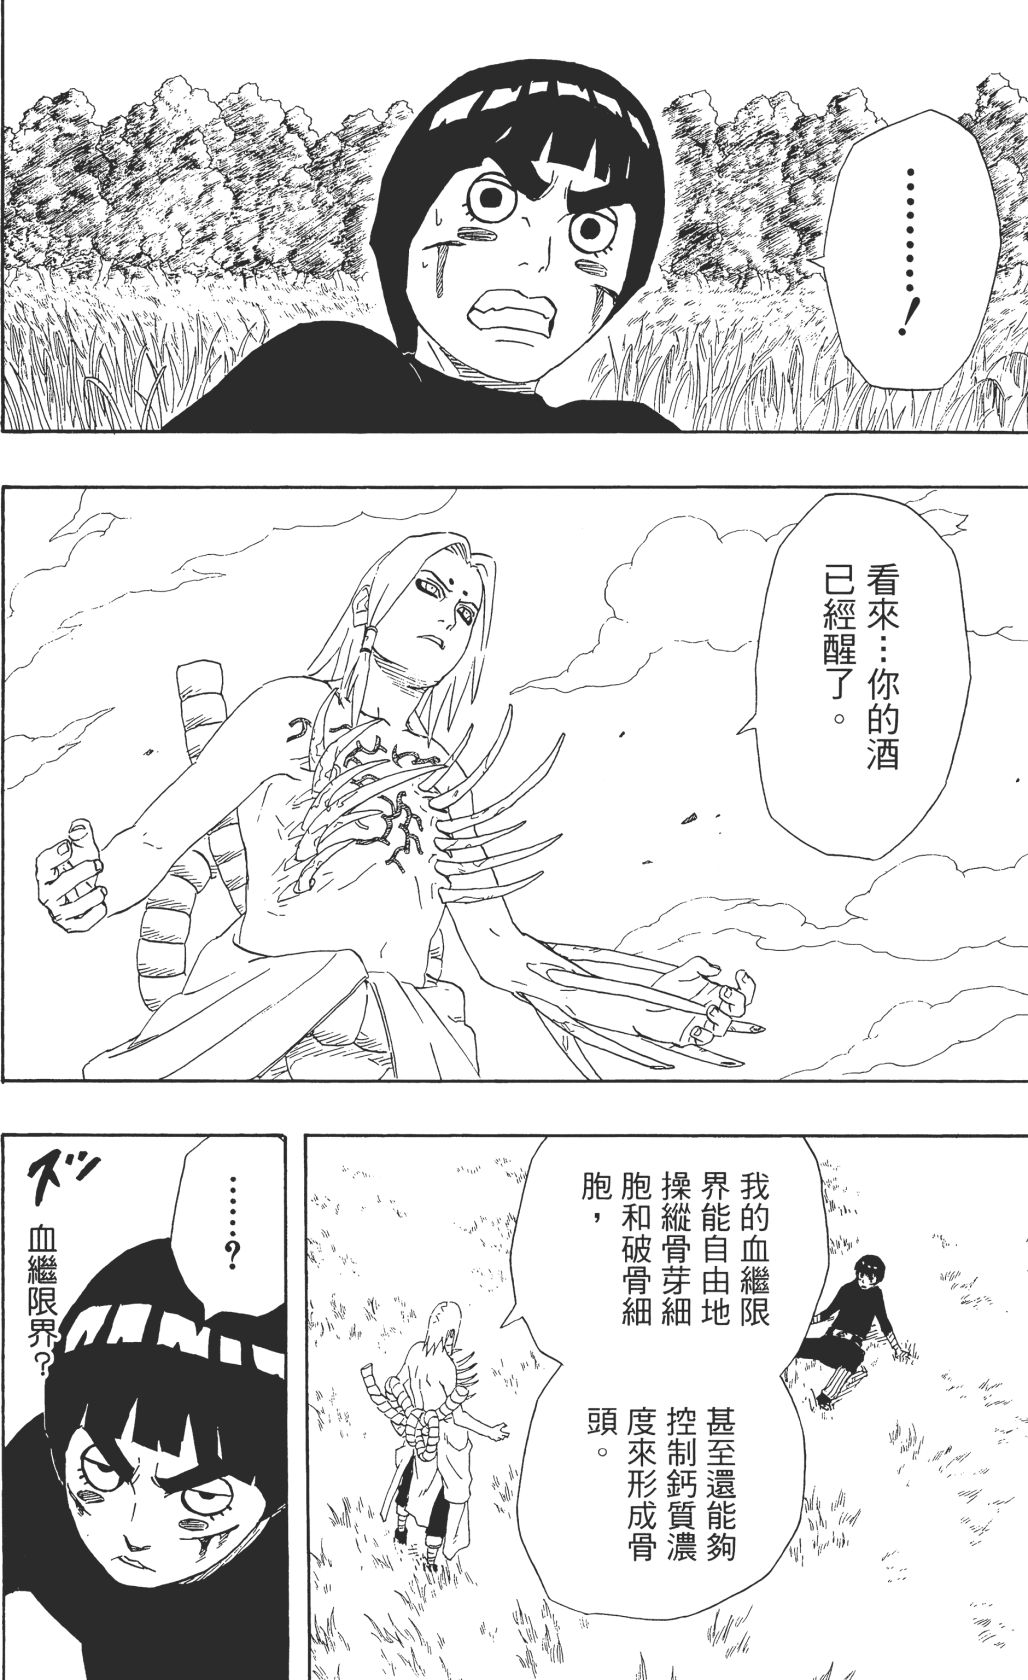 ………！
看來…你的酒
已經醒了。
我的血繼限
界能自由地
操縱骨芽細
胞和破骨細
胞，
甚至還能夠
控制鈣質濃
度來形成骨
頭。
……？
ズッ
血繼限界？